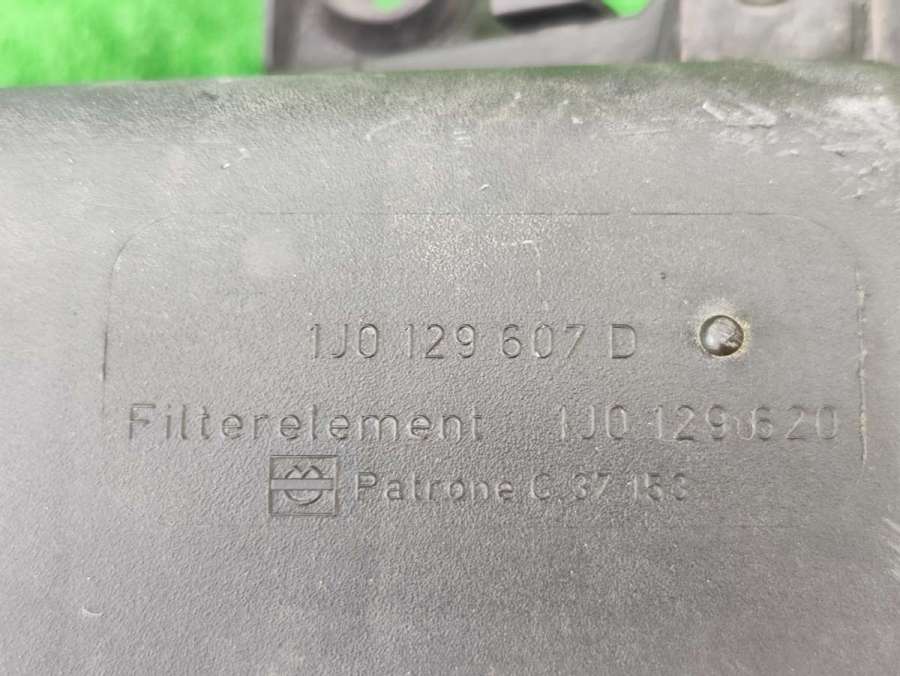 1J0 129 607 D
Filterelement 1J0 129 620
Patrone C 37 153